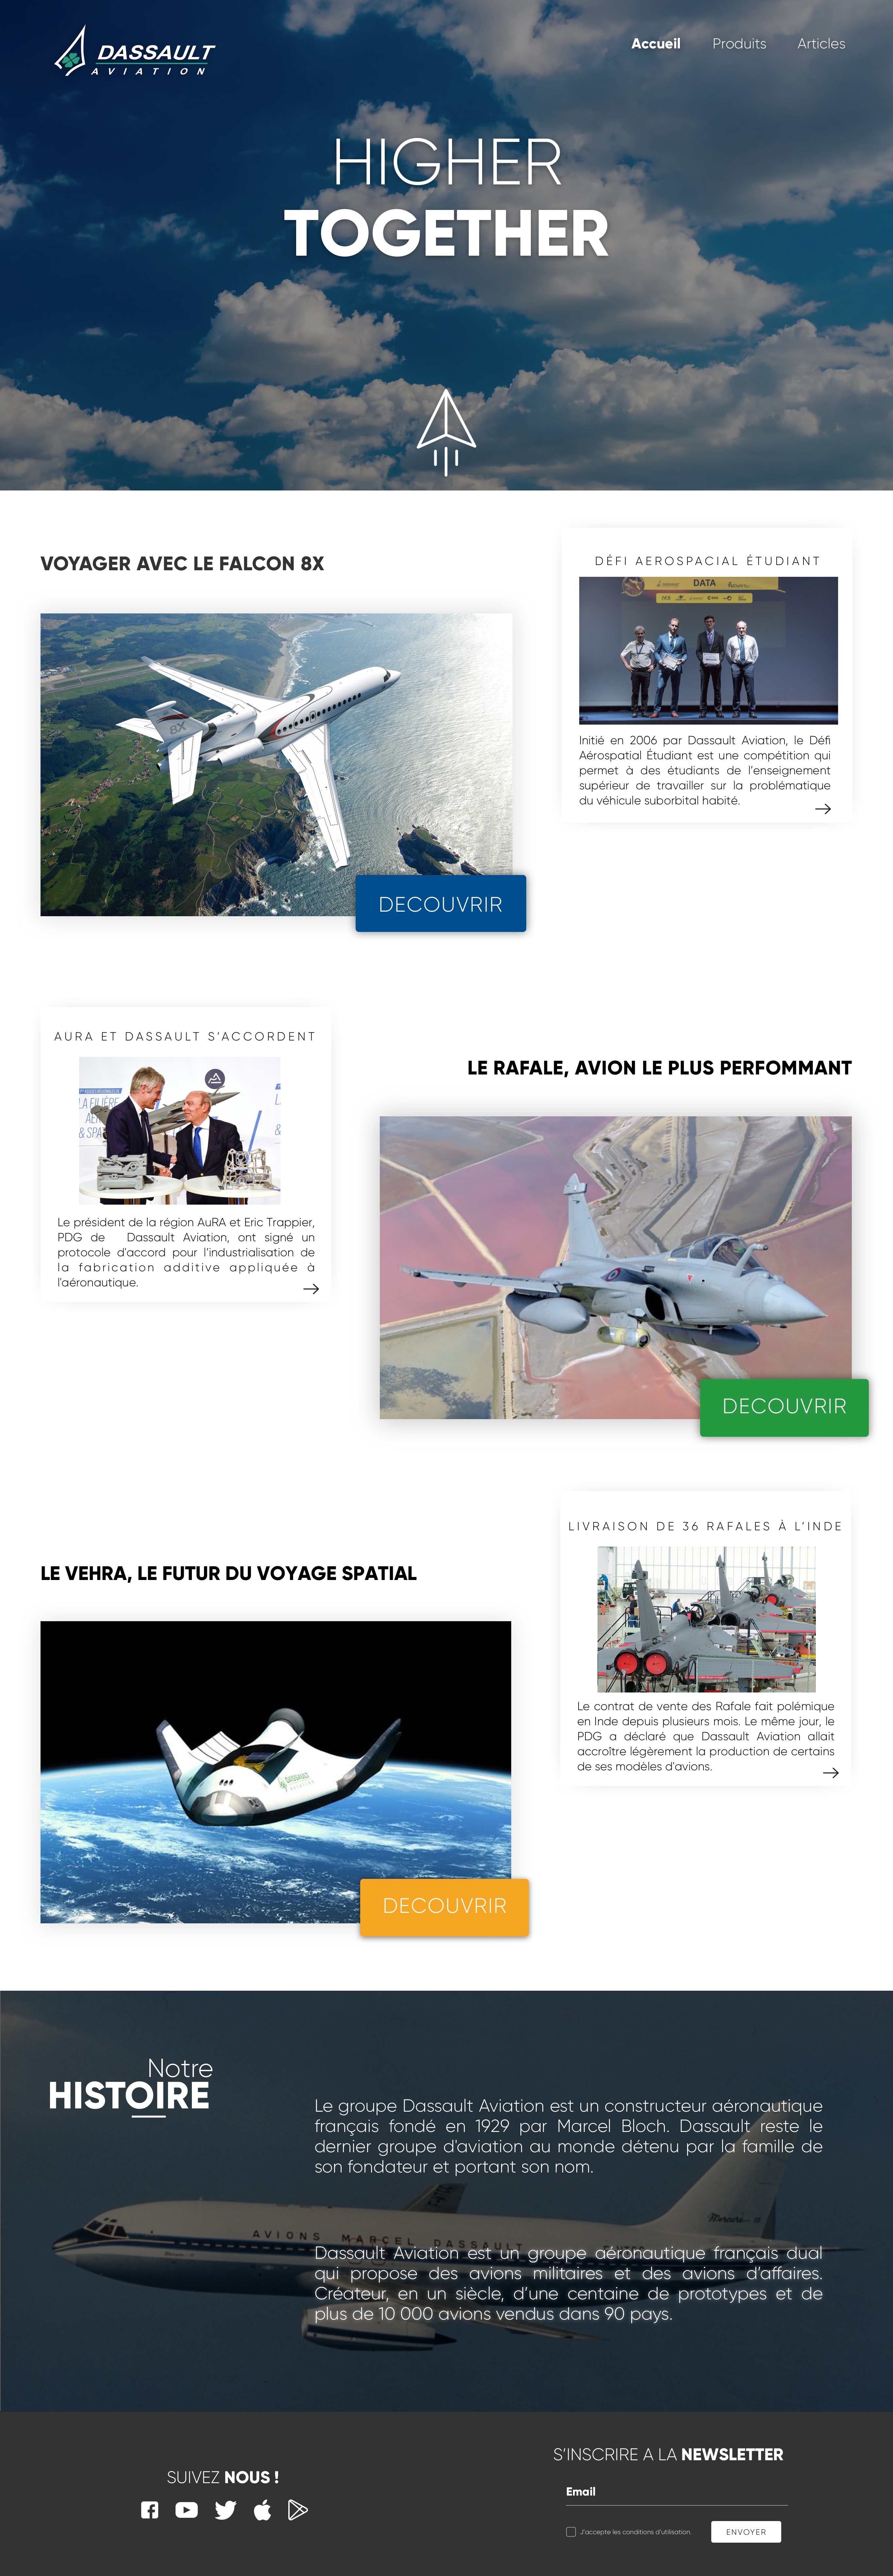 DASSAULT
AVIATION
Accueil Produits Articles
HIGHER
TOGETHER
VOYAGER AVEC LE FALCON 8X
8X
DECOUVRIR
DÉFI AEROSPACIAL ÉTUDIANT
DATA
Initié en 2006 par Dassault Aviation, le Défi
Aérospatial Étudiant est une compétition qui
permet à des étudiants de l'enseignement
supérieur de travailler sur la problématique
du véhicule suborbital habité.
AURA ET DASSAULT S'ACCORDENT
LA FILIÈRE
& SPA
Le président de la région AuRA et Eric Trappier,
PDG de Dassault Aviation, ont signé un
protocole d'accord pour l'industrialisation de
la fabrication additive appliquée à
l'aéronautique.
LE RAFALE, AVION LE PLUS PERFOMMANT
DECOUVRIR
LE VEHRA, LE FUTUR DU VOYAGE SPATIAL
DASSAULT
AVIATION
DECOUVRIR
LIVRAISON DE 36 RAFALES À L'INDE
Le contrat de vente des Rafale fait polémique
en Inde depuis plusieurs mois. Le même jour, le
PDG a déclaré que Dassault Aviation allait
accroître légèrement la production de certains
de ses modèles d'avions.
Notre
HISTOIRE
Le groupe Dassault Aviation est un constructeur aéronautique
français fondé en 1929 par Marcel Bloch. Dassault reste le
dernier groupe d'aviation au monde détenu par la famille de
son fondateur et portant son nom.
Mercure
AVIONS MARCEL DASSAULT
Dassault Aviation est un groupe aéronautique français dual
qui propose des avions militaires et des avions d'affaires.
Créateur, en un siècle, d'une centaine de prototypes et de
plus de 10 000 avions vendus dans 90 pays.
SUIVEZ NOUS !
S'INSCRIRE A LA NEWSLETTER
Email
J'accepte les conditions d'utilisation.
ENVOYER